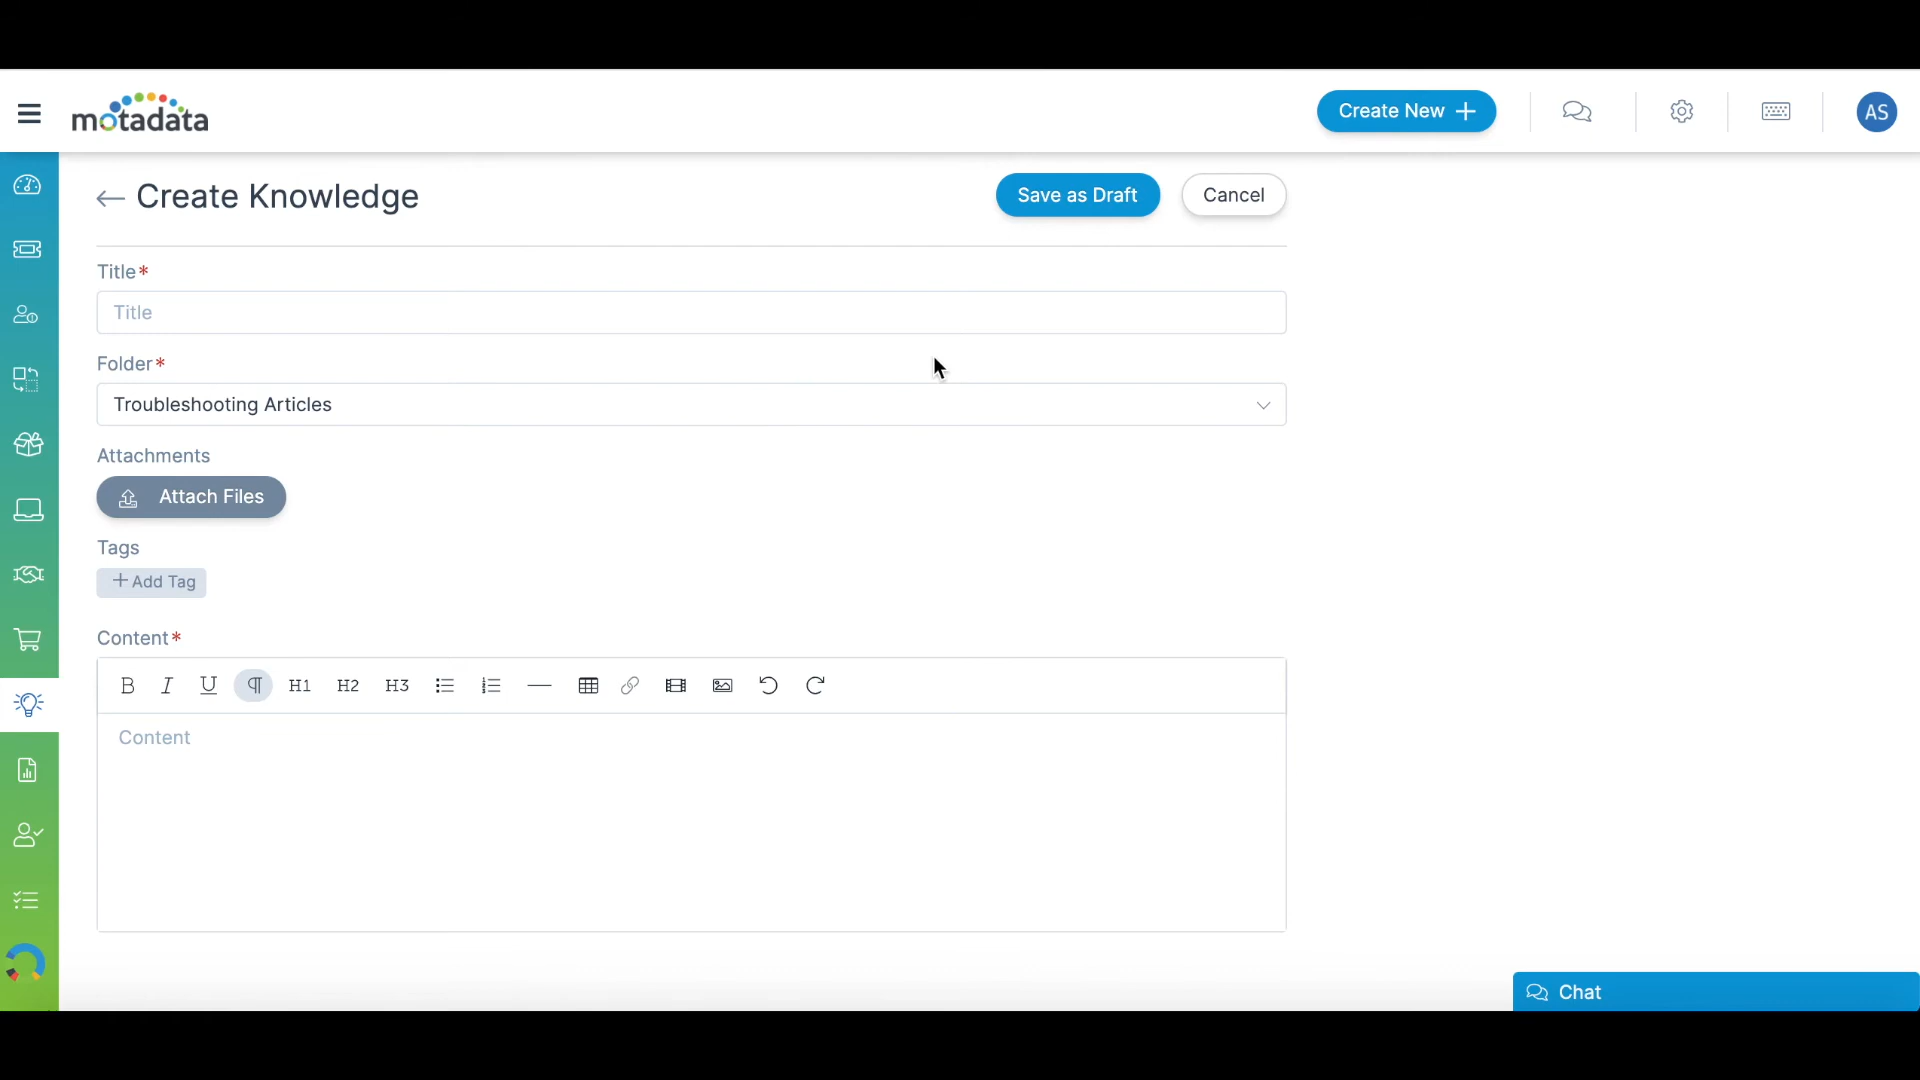 motadata
Create New
AS
Create Knowledge
Save as Draft
Cancel
Title*
Title
Folder*
Troubleshooting Articles
Attachments
Attach Files
Tags
+ Add Tag
Content*
B I U ¶ H1 H2 H3
Content
Chat